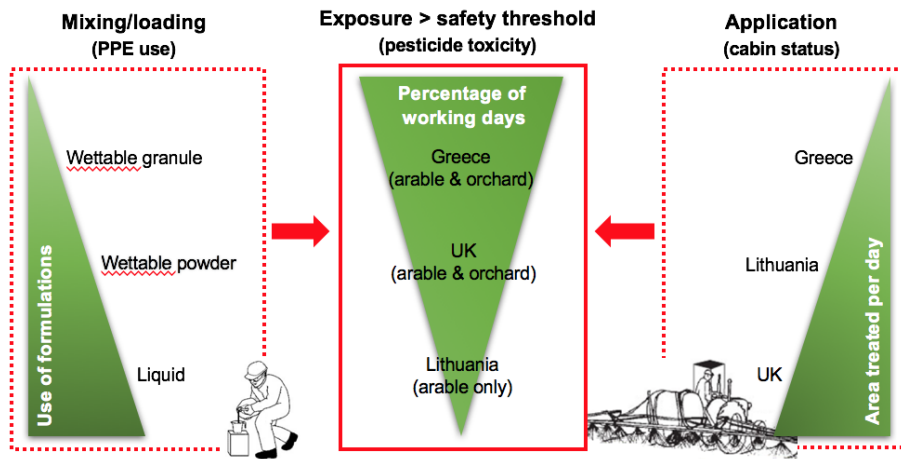 Mixing/loading
(PPE use)
Wettable granule
Wettable powder
Liquid
Use of formulations
Exposure > safety threshold
(pesticide toxicity)
Percentage of
working days
Greece
(arable & orchard)
UK
(arable & orchard)
Lithuania
(arable only)
Application
(cabin status)
Greece
Lithuania
UK
Area treated per day